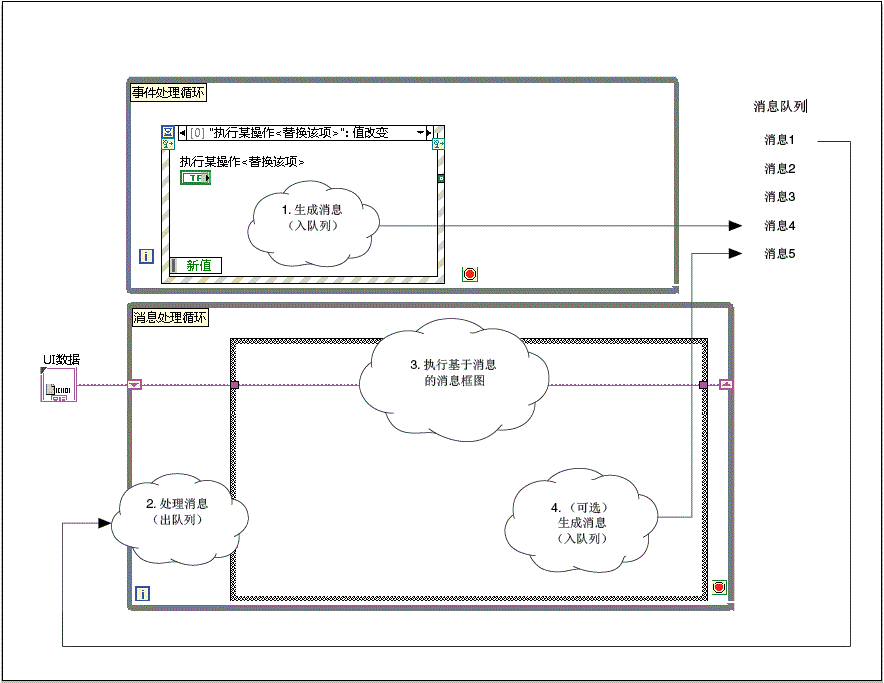 事件处理循环
[0] "执行某操作<替换该项>": 值改变
执行某操作<替换该项>
TF
1. 生成消息
（入队列）
新值
i
消息队列
消息1
消息2
消息3
消息4
消息5
消息处理循环
UI数据
3. 执行基于消息
的消息框图
2. 处理消息
（出队列）
4. （可选）
生成消息
（入队列）
i